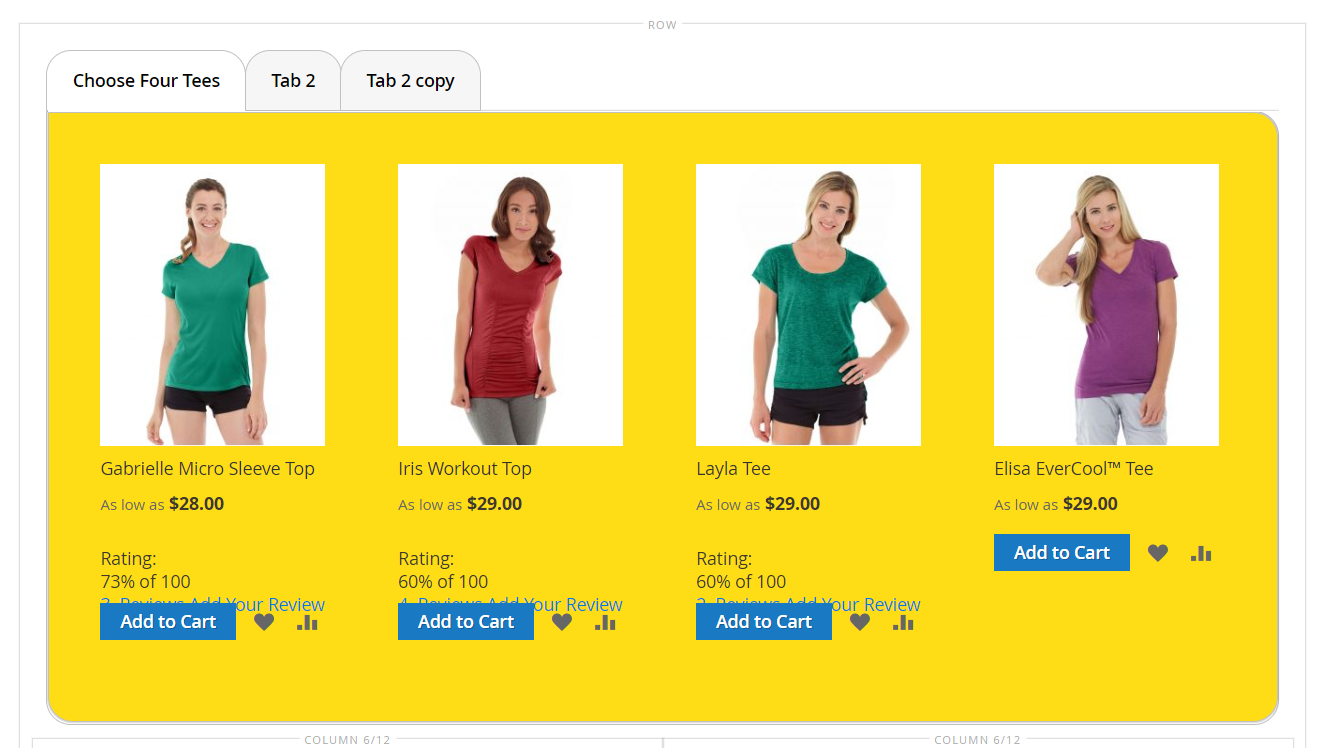 ROW
Choose Four Tees
Tab 2
Tab 2 copy
Gabrielle Micro Sleeve Top
As low as $28.00
Rating:
73% of 100
3 Reviews Add Your Review
Add to Cart
Iris Workout Top
As low as $29.00
Rating:
60% of 100
4 Reviews Add Your Review
Add to Cart
Layla Tee
As low as $29.00
Rating:
60% of 100
2 Reviews Add Your Review
Add to Cart
Elisa EverCool™ Tee
As low as $29.00
Add to Cart
COLUMN 6/12
COLUMN 6/12